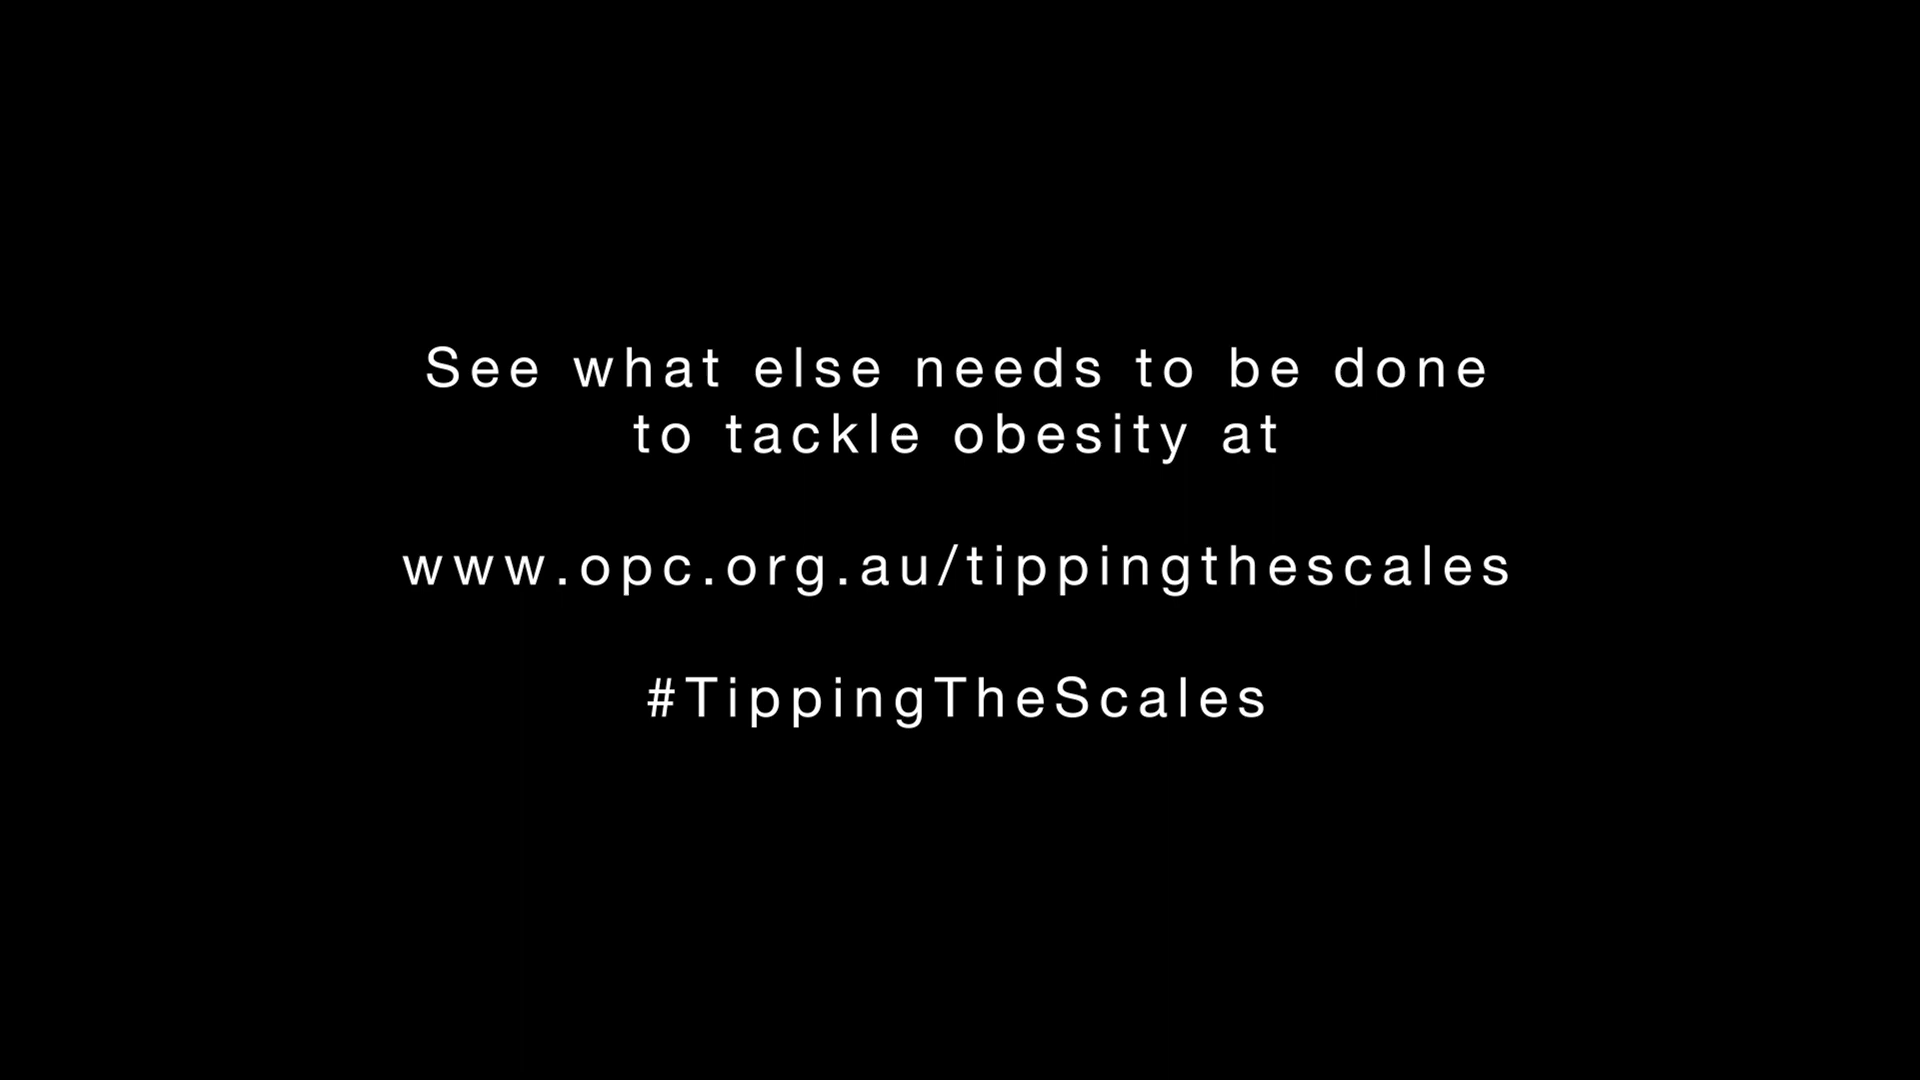 See what else needs to be done
to tackle obesity at
www.opc.org.au/tippingthescales
#TippingTheScales